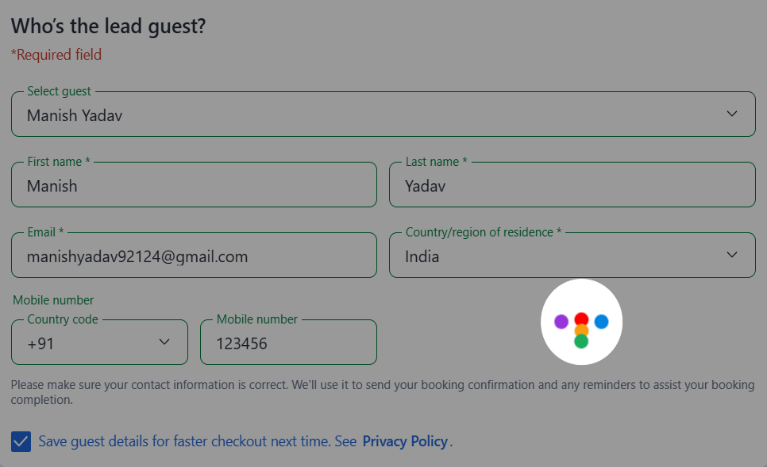 Who's the lead guest?
*Required field
Select guest
Manish Yadav
First name *
Manish
Last name *
Yadav
Email *
manishyadav92124@gmail.com
Country/region of residence *
India
Mobile number
Country code
+91
Mobile number
123456
Please make sure your contact information is correct. We'll use it to send your booking confirmation and any reminders to assist your booking
completion.
Save guest details for faster checkout next time. See Privacy Policy.